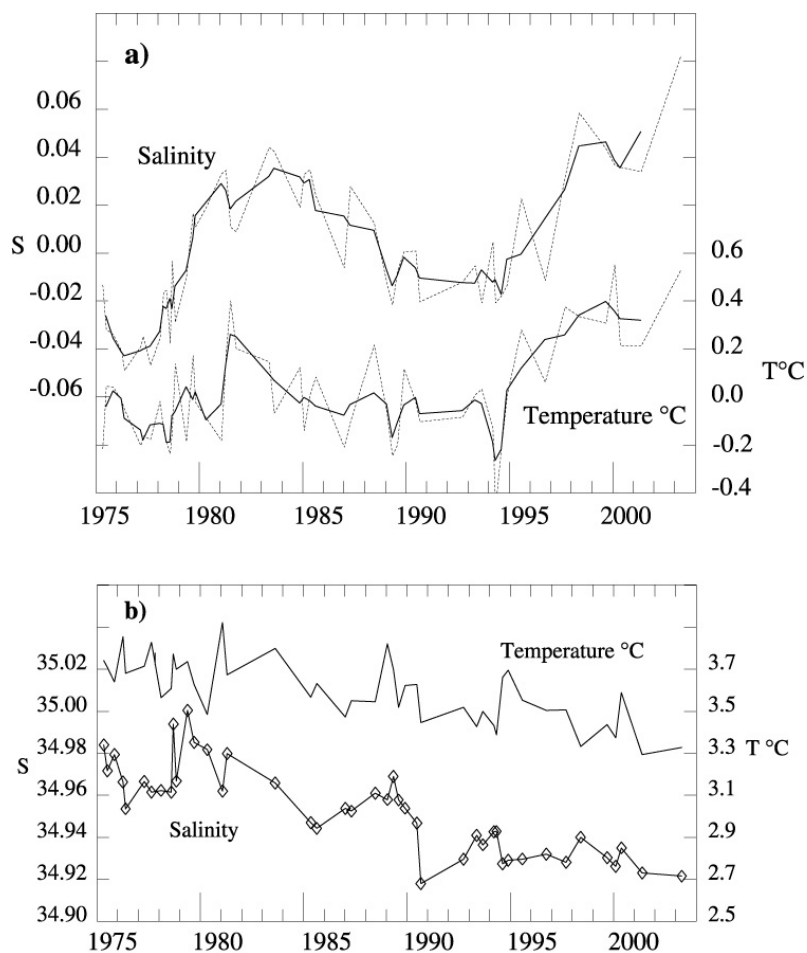 a)
0.06
0.04
Salinity
0.02
S 0.00 0.6
-0.02 0.4
-0.04 0.2
-0.06 0.0 T°C
Temperature °C
-0.2
-0.4
1975 1980 1985 1990 1995 2000
b)
Temperature °C
35.02 3.7
35.00 3.5
S 34.98 3.3 T °C
34.96 3.1
Salinity
34.94 2.9
34.92 2.7
34.90 2.5
1975 1980 1985 1990 1995 2000